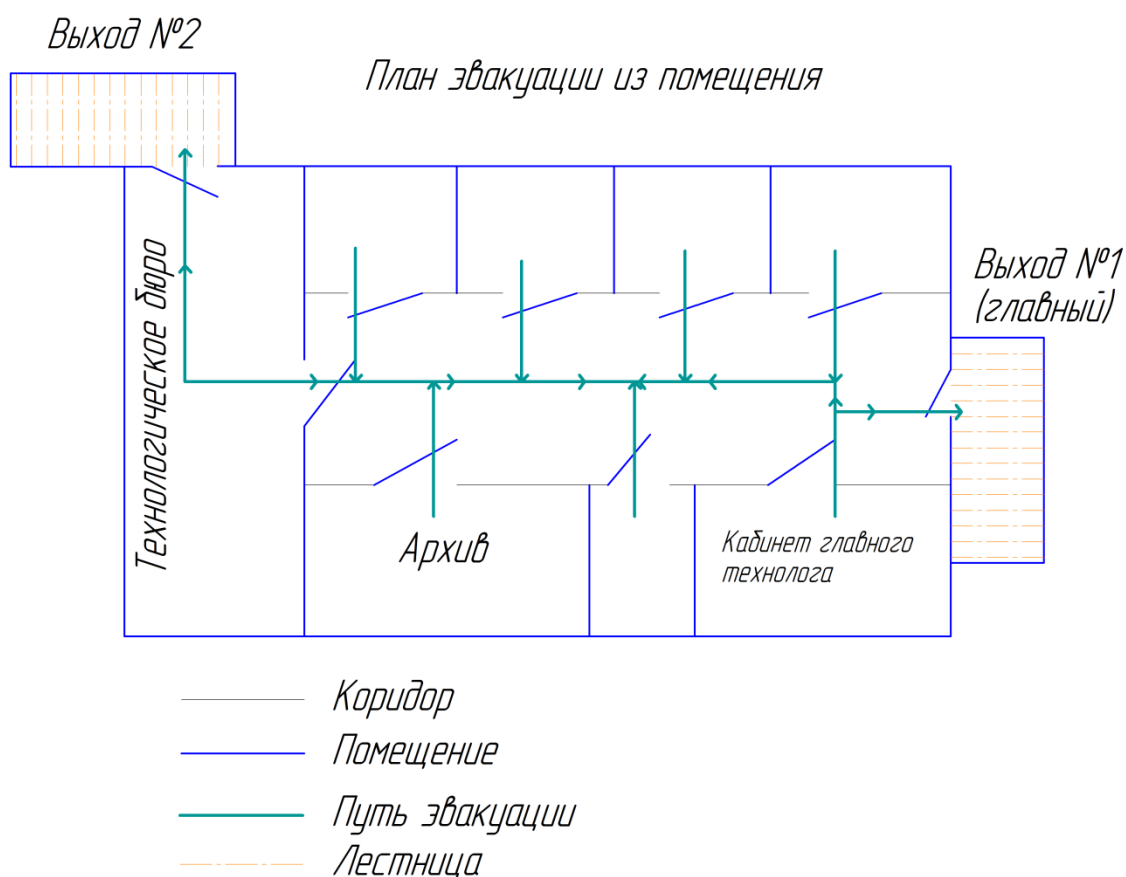 Выход №2
План эвакуации из помещения
Технологическое бюро
Выход №1
(главный)
Архив
Кабинет главного
технолога
Коридор
Помещение
Путь эвакуации
Лестница